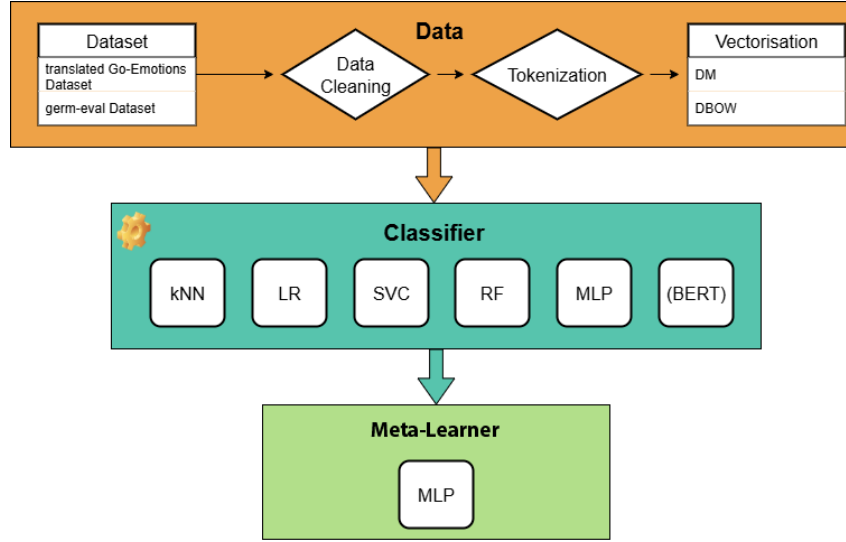 Data
Dataset
translated Go-Emotions
Dataset
germ-eval Dataset
Data
Cleaning
Tokenization
Vectorisation
DM
DBOW
Classifier
kNN
LR
SVC
RF
MLP
(BERT)
Meta-Learner
MLP